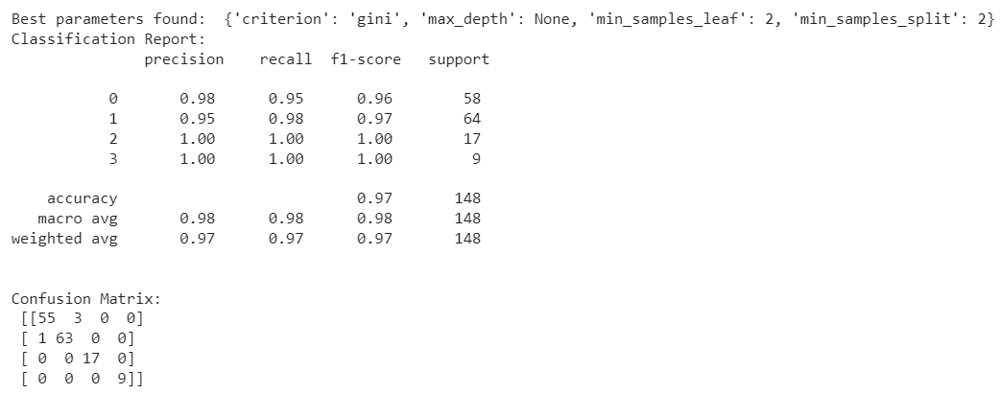 Best parameters found:  {'criterion': 'gini', 'max_depth': None, 'min_samples_leaf': 2, 'min_samples_split': 2}
Classification Report:
              precision    recall  f1-score   support

           0       0.98      0.95      0.96        58
           1       0.95      0.98      0.97        64
           2       1.00      1.00      1.00        17
           3       1.00      1.00      1.00         9

    accuracy                           0.97       148
   macro avg       0.98      0.98      0.98       148
weighted avg       0.97      0.97      0.97       148

Confusion Matrix:
 [[55  3  0  0]
 [ 1 63  0  0]
 [ 0  0 17  0]
 [ 0  0  0  9]]